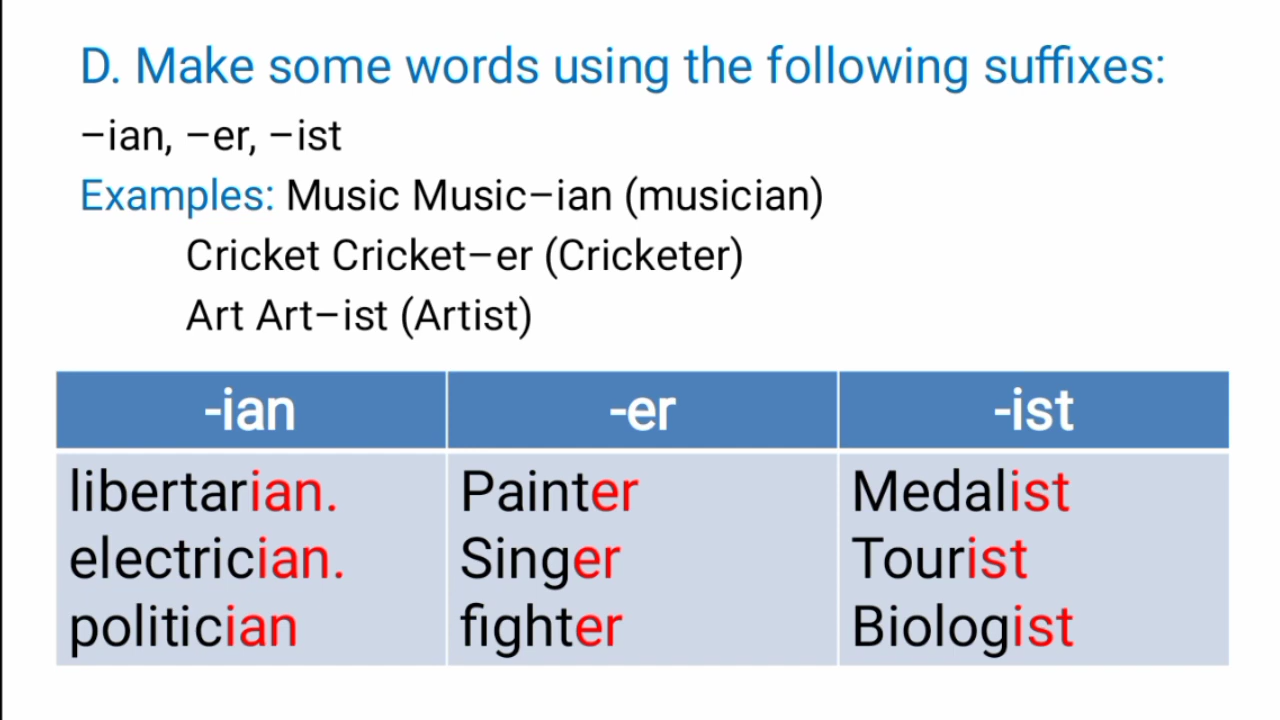 D. Make some words using the following suffixes:
–ian, –er, –ist
Examples: Music Music–ian (musician)
Cricket Cricket–er (Cricketer)
Art Art–ist (Artist)
-ian -er -ist
libertarian. Painter Medalist
electrician. Singer Tourist
politician fighter Biologist